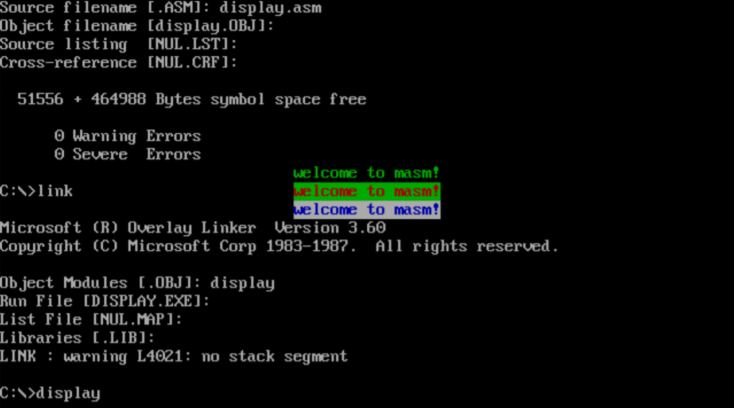 Source filename [.ASM]: display.asm
Object filename [display.OBJ]:
Source listing  [NUL.LST]:
Cross-reference [NUL.CRF]:
51556 + 464988 Bytes symbol space free
0 Warning Errors
0 Severe  Errors
welcome to masm!
C:\>link welcome to masm!
welcome to masm!
Microsoft (R) Overlay Linker  Version 3.60
Copyright (C) Microsoft Corp 1983-1987.  All rights reserved.
Object Modules [.OBJ]: display
Run File [DISPLAY.EXE]:
List File [NUL.MAP]:
Libraries [.LIB]:
LINK : warning L4021: no stack segment
C:\>display